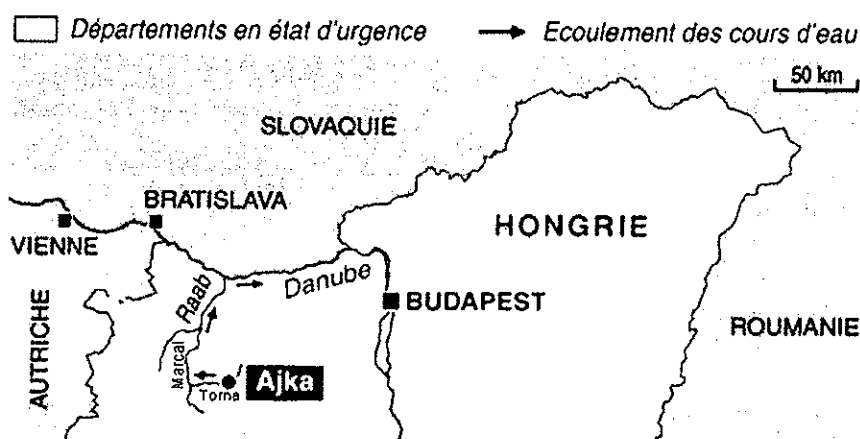 Départements en état d'urgence
Ecoulement des cours d'eau
50 km
SLOVAQUIE
BRATISLAVA
VIENNE
HONGRIE
Raab
Danube
BUDAPEST
AUTRICHE
ROUMANIE
Marcal
Torna
Ajka